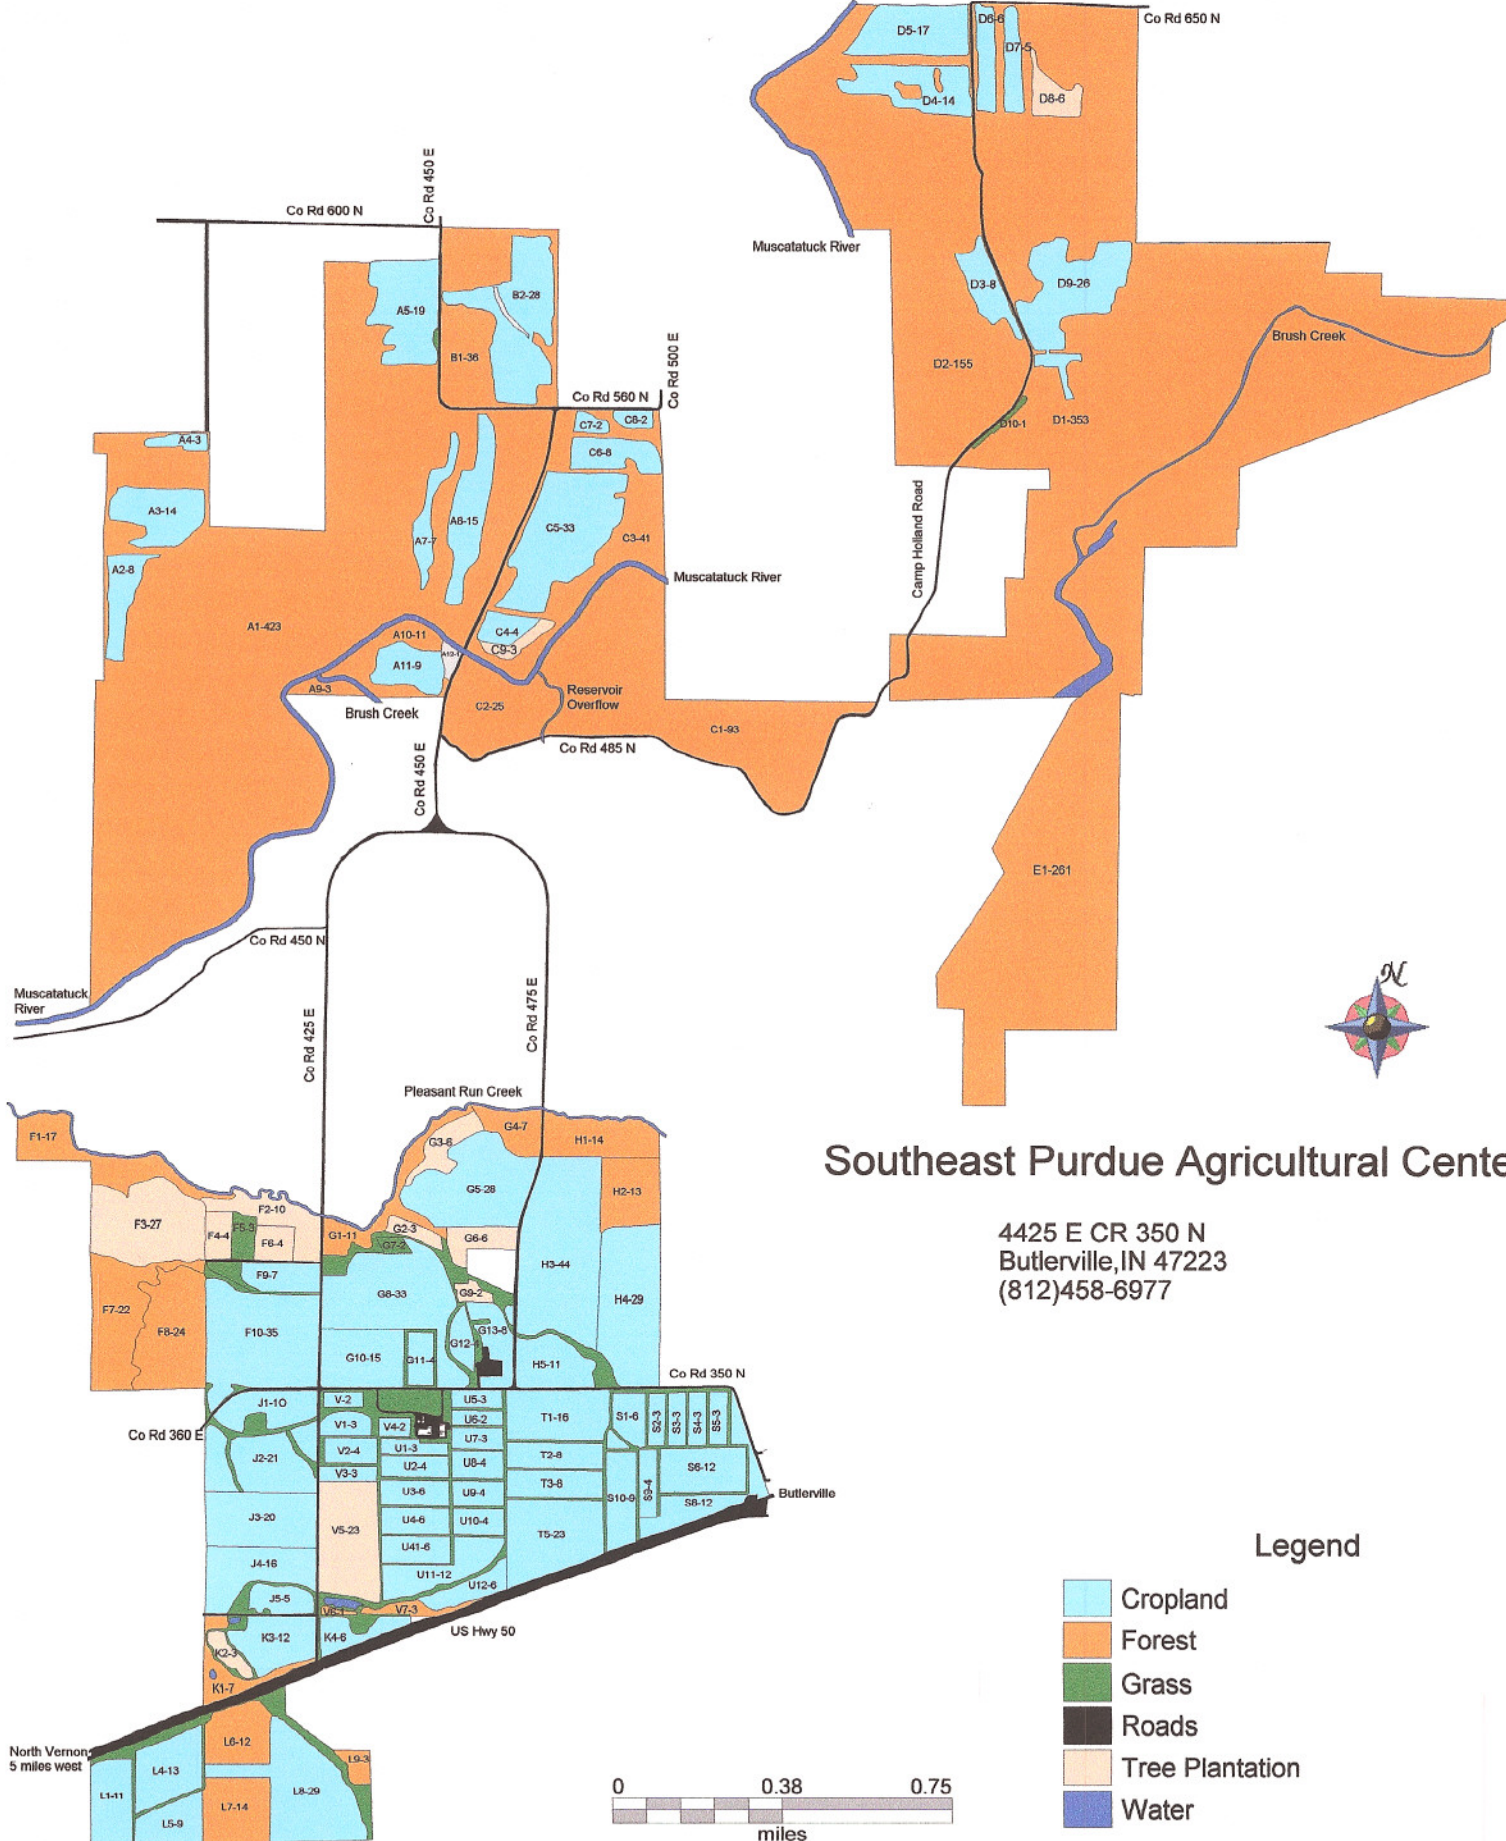 Co Rd 650 N
D5-17
D6-6
D7-5
D4-14
D8-6
Co Rd 450 E
Co Rd 600 N
Muscatatuck River
D3-8
D9-26
B2-28
A5-19
Brush Creek
B1-36
D2-155
Co Rd 500 E
Co Rd 560 N
C7-2
C8-2
D10-1
D1-353
A4-3
C6-8
A3-14
A8-15
C5-33
A7-7
C3-41
Camp Holland Road
A2-8
Muscatatuck River
A1-423
A10-11
C4-4
C9-3
A11-9
A9-3
Reservoir
Overflow
Brush Creek
C2-25
C1-93
Co Rd 485 N
Co Rd 450 E
E1-261
Co Rd 450 N
Muscatatuck
River
N
Co Rd 425 E
Co Rd 475 E
Pleasant Run Creek
F1-17
G3-6
G4-7
H1-14
Southeast Purdue Agricultural Cente
G5-28
H2-13
F2-10
F3-27
F4-4
F5-3
F6-4
G1-11
G2-3
G7-2
G6-6
4425 E CR 350 N
Butlerville,IN 47223
(812)458-6977
F9-7
H3-44
G8-33
G9-2
H4-29
F7-22
F8-24
F10-35
G13-8
G12-4
G10-15
G11-4
H5-11
Co Rd 350 N
J1-10
V-2
U5-3
V1-3
V4-2
U6-2
T1-16
S1-6
S2-3
S3-3
S4-3
S5-3
Co Rd 360 E
U7-3
U1-3
V2-4
J2-21
T2-8
U2-4
U8-4
S6-12
V3-3
T3-8
U3-6
U9-4
S10-9
S9-4
Butlerville
S8-12
J3-20
V5-23
U4-6
U10-4
T5-23
U41-6
Legend
J4-16
U11-12
U12-6
J5-5
V6-1
V7-3
Cropland
US Hwy 50
K3-12
K4-6
Forest
K2-3
K1-7
Grass
Roads
L6-12
North Vernon
5 miles west
L9-3
L4-13
Tree Plantation
L1-11
L8-29
L7-14
L5-9
Water
0 0.38 0.75
miles